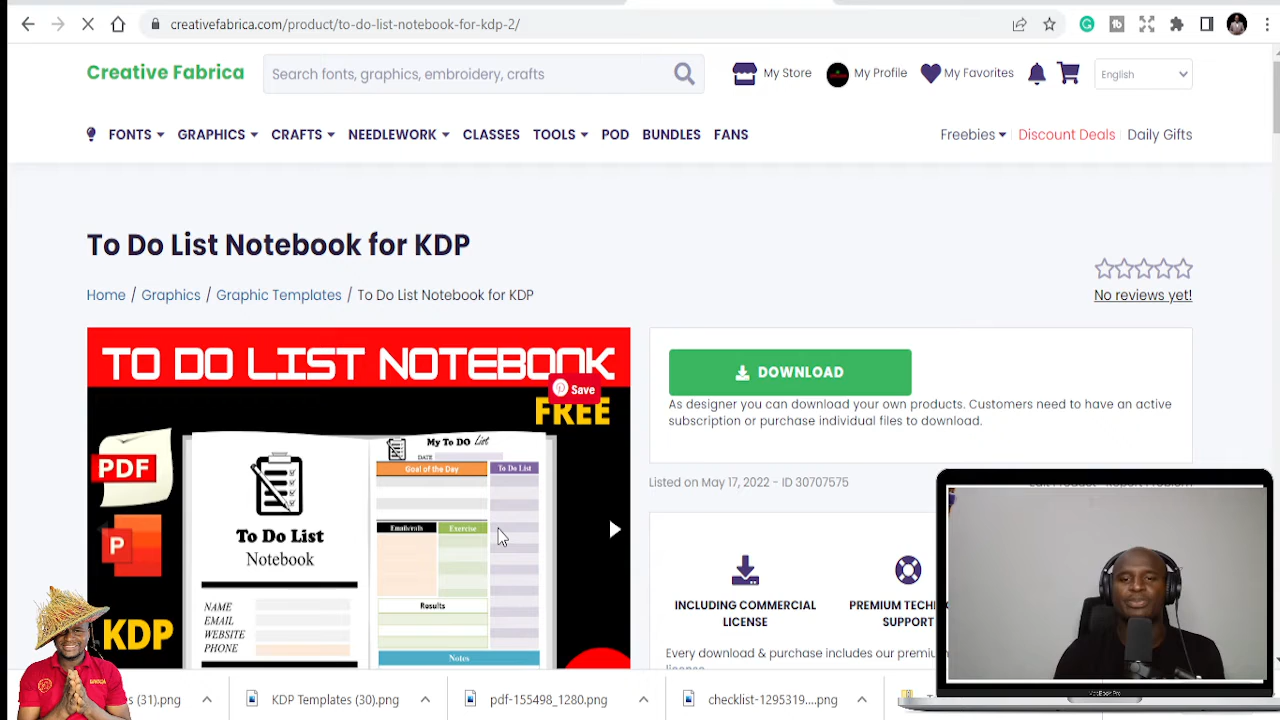 creativefabrica.com/product/to-do-list-notebook-for-kdp-2/
Creative Fabrica
Search fonts, graphics, embroidery, crafts
My Store
My Profile
My Favorites
English
FONTS
GRAPHICS
CRAFTS
NEEDLEWORK
CLASSES
TOOLS
POD
BUNDLES
FANS
Freebies
Discount Deals
Daily Gifts
To Do List Notebook for KDP
Home / Graphics / Graphic Templates / To Do List Notebook for KDP
No reviews yet!
TO DO LIST NOTEBOOK
Save
FREE
PDF
P
KDP
To Do List
Notebook
NAME
EMAIL
WEBSITE
PHONE
My To DO List
DATE
Goal of the Day
To Do List
Exercise
Results
Notes
DOWNLOAD
As designer you can download your own products. Customers need to have an active
subscription or purchase individual files to download.
Listed on May 17, 2022 - ID 30707575
INCLUDING COMMERCIAL
LICENSE
PREMIUM
SUPPORT
Every download & purchase includes our
s (31).png
KDP Templates (30).png
pdf-155498_1280.png
checklist-1295319....png
MacBook Pro